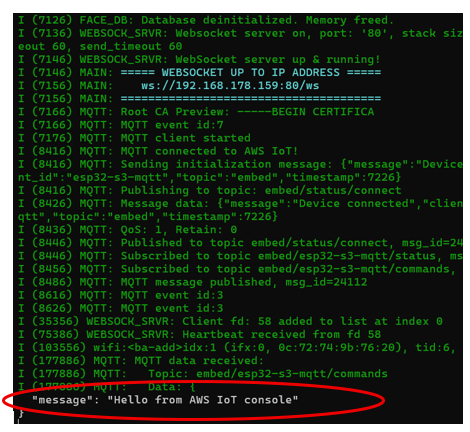 I (7126) FACE_DB: Database deinitialized. Memory freed.
I (7136) WEBSOCK_SRVR: Websocket server on, port: '80', stack siz
eout 60, send_timeout 60
I (7146) WEBSOCK_SRVR: WebSocket server up & running!
I (7146) MAIN: ===== WEBSOCKET UP TO IP ADDRESS =====
I (7156) MAIN:    ws://192.168.178.159:80/ws
I (7156) MAIN: ======================================
I (7166) MQTT: Root CA Preview: -----BEGIN CERTIFICA
I (7166) MQTT: MQTT event id:7
I (7176) MQTT: MQTT client started
I (8416) MQTT: MQTT connected to AWS IoT!
I (8416) MQTT: Sending initialization message: {"message":"Device
nt_id":"esp32-s3-mqtt","topic":"embed","timestamp":7226}
I (8416) MQTT: Publishing to topic: embed/status/connect
I (8426) MQTT: Message data: {"message":"Device connected","clien
qtt","topic":"embed","timestamp":7226}
I (8436) MQTT: QoS: 1, Retain: 0
I (8446) MQTT: Published to topic embed/status/connect, msg_id=24
I (8446) MQTT: Subscribed to topic embed/esp32-s3-mqtt/status, ms
I (8456) MQTT: Subscribed to topic embed/esp32-s3-mqtt/commands,
I (8486) MQTT: MQTT message published, msg_id=24112
I (8616) MQTT: MQTT event id:3
I (8626) MQTT: MQTT event id:3
I (35356) WEBSOCK_SRVR: Client fd: 58 added to list at index 0
I (75386) WEBSOCK_SRVR: Heartbeat received from fd 58
I (103556) wifi:<ba-add>idx:1 (ifx:0, 0c:72:74:9b:76:20), tid:6,
I (177886) MQTT: MQTT data received:
I (177886) MQTT:   Topic: embed/esp32-s3-mqtt/commands
I (177886) MQTT:   Data: {
"message": "Hello from AWS IoT console"
}